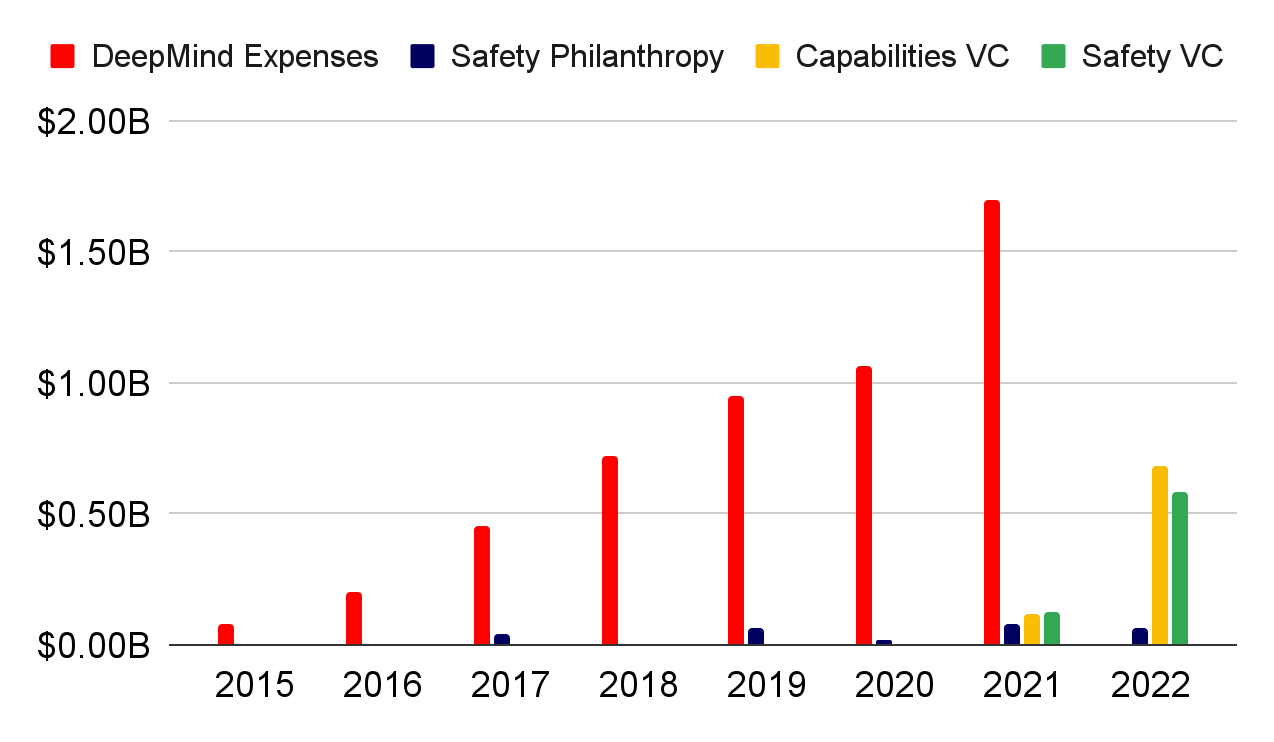 DeepMind Expenses Safety Philanthropy Capabilities VC Safety VC
$2.00B
$1.50B
$1.00B
$0.50B
$0.00B
2015 2016 2017 2018 2019 2020 2021 2022